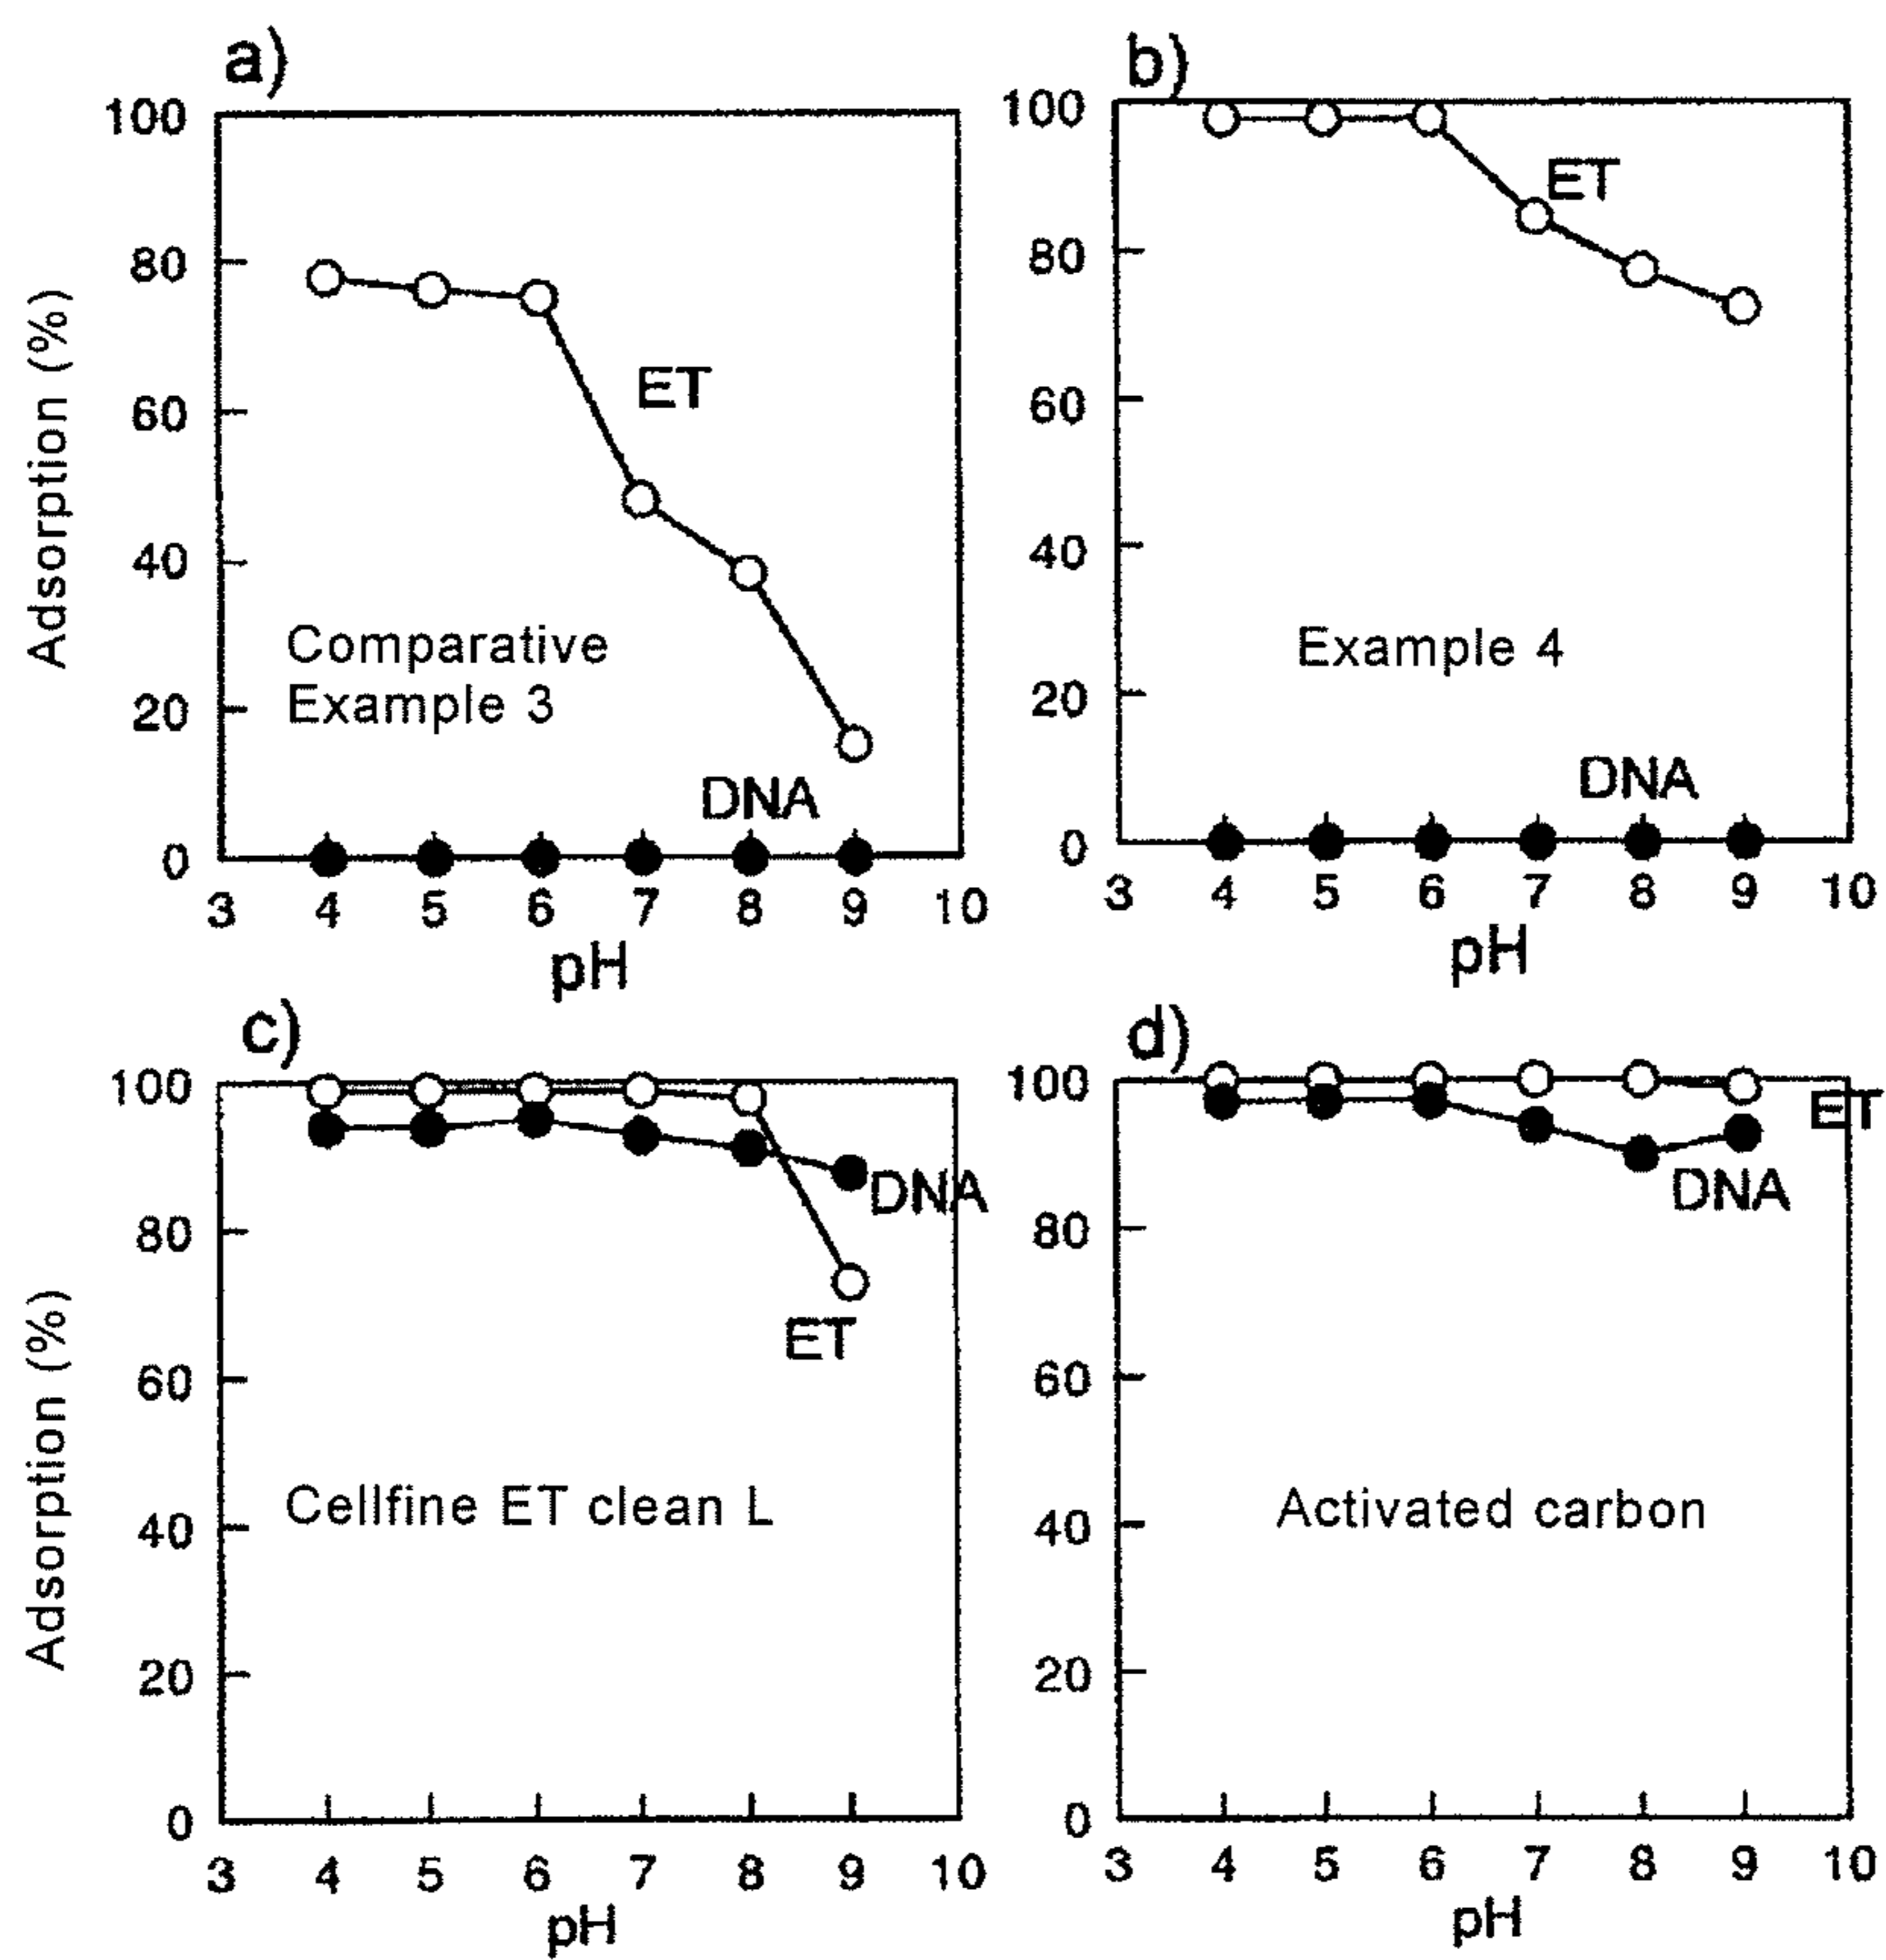 a)
100
80
60
40
20
0
Adsorption (%)
ET
Comparative
Example 3
DNA
3 4 5 6 7 8 9 10
pH
b)
100
80
60
40
20
0
ET
Example 4
DNA
3 4 5 6 7 8 9 10
pH
c)
100
80
60
40
20
0
Adsorption (%)
DNA
ET
Cellfine ET clean L
3 4 5 6 7 8 9 10
pH
d)
100
80
60
40
20
0
ET
DNA
Activated carbon
3 4 5 6 7 8 9 10
pH